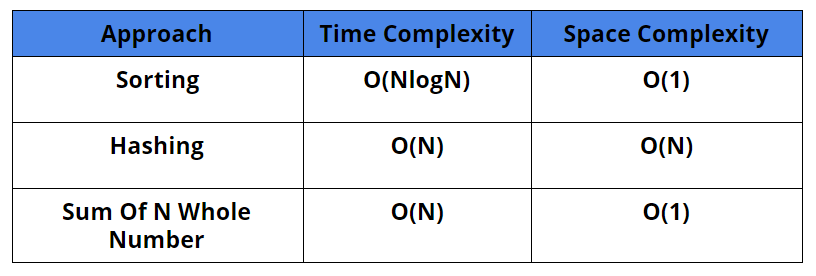 Approach Time Complexity Space Complexity
Sorting O(NlogN) O(1)
Hashing O(N) O(N)
Sum Of N Whole
Number O(N) O(1)